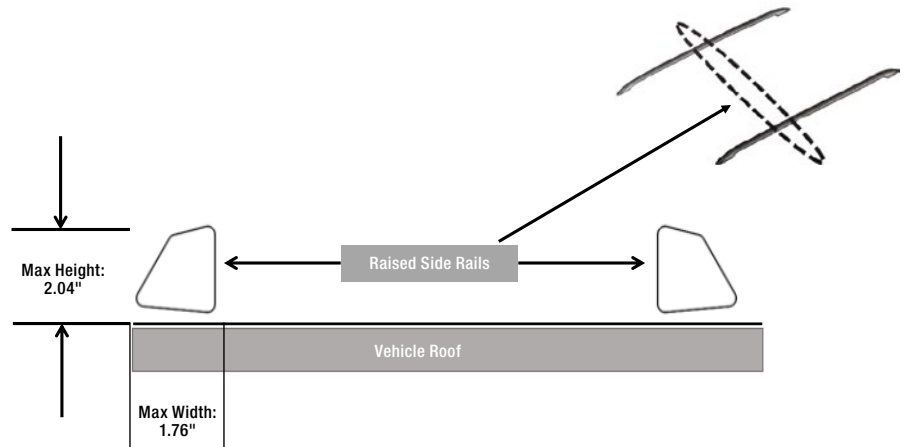 Max Height:
2.04"
Raised Side Rails
Vehicle Roof
Max Width:
1.76"